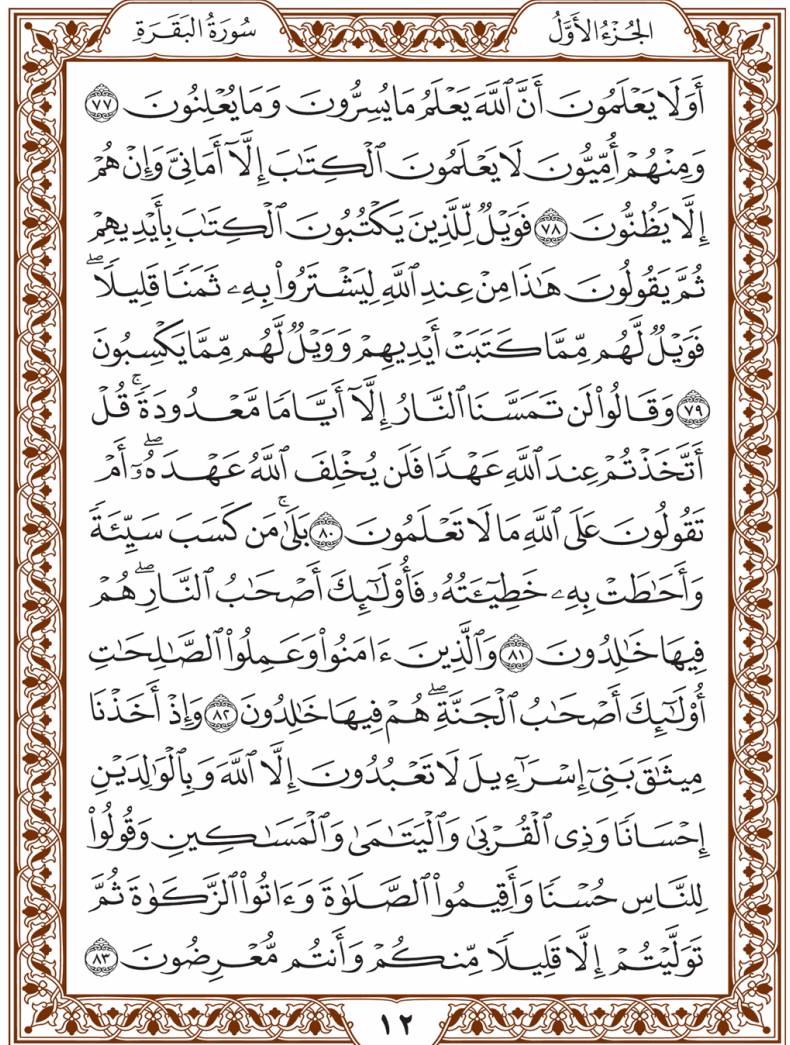 الجُزْءُ الأَوَّلُ
سُورَةُ البَقَرَةِ
أَوَلَا يَعْلَمُونَ أَنَّ ٱللَّهَ يَعْلَمُ مَا يُسِرُّونَ وَمَا يُعْلِنُونَ ٧٧
وَمِنْهُمْ أُمِّيُّونَ لَا يَعْلَمُونَ ٱلْكِتَٰبَ إِلَّآ أَمَانِىَّ وَإِنْ هُمْ
إِلَّا يَظُنُّونَ ٧٨ فَوَيْلٌ لِّلَّذِينَ يَكْتُبُونَ ٱلْكِتَٰبَ بِأَيْدِيهِمْ
ثُمَّ يَقُولُونَ هَٰذَا مِنْ عِندِ ٱللَّهِ لِيَشْتَرُوا۟ بِهِۦ ثَمَنًا قَلِيلًا ۖ
فَوَيْلٌ لَّهُم مِّمَّا كَتَبَتْ أَيْدِيهِمْ وَوَيْلٌ لَّهُم مِّمَّا يَكْسِبُونَ
٧٩ وَقَالُوا۟ لَن تَمَسَّنَا ٱلنَّارُ إِلَّآ أَيَّامًا مَّعْدُودَةً ۚ قُلْ
أَتَّخَذْتُمْ عِندَ ٱللَّهِ عَهْدًا فَلَن يُخْلِفَ ٱللَّهُ عَهْدَهُۥٓ ۖ أَمْ
تَقُولُونَ عَلَى ٱللَّهِ مَا لَا تَعْلَمُونَ ٨٠ بَلَىٰ ۚ مَن كَسَبَ سَيِّئَةً
وَأَحَٰطَتْ بِهِۦ خَطِيٓـَٔتُهُۥ فَأُو۟لَٰٓئِكَ أَصْحَٰبُ ٱلنَّارِ ۖ هُمْ
فِيهَا خَٰلِدُونَ ٨١ وَٱلَّذِينَ ءَامَنُوا۟ وَعَمِلُوا۟ ٱلصَّٰلِحَٰتِ
أُو۟لَٰٓئِكَ أَصْحَٰبُ ٱلْجَنَّةِ ۖ هُمْ فِيهَا خَٰلِدُونَ ٨٢ وَإِذْ أَخَذْنَا
مِيثَٰقَ بَنِىٓ إِسْرَٰٓءِيلَ لَا تَعْبُدُونَ إِلَّا ٱللَّهَ وَبِٱلْوَٰلِدَيْنِ
إِحْسَانًا وَذِى ٱلْقُرْبَىٰ وَٱلْيَتَٰمَىٰ وَٱلْمَسَٰكِينِ وَقُولُوا۟
لِلنَّاسِ حُسْنًا وَأَقِيمُوا۟ ٱلصَّلَوٰةَ وَءَاتُوا۟ ٱلزَّكَوٰةَ ثُمَّ
تَوَلَّيْتُمْ إِلَّا قَلِيلًا مِّنكُمْ وَأَنتُم مُّعْرِضُونَ ٨٣
١٢